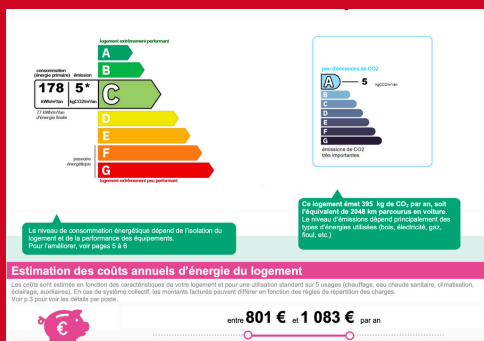 logement extrêmement performant
consommation
(énergie primaire) émission
178 5*
kWh/m²/an kgCO2/m²/an
77 kWh/m²/an
d'énergie finale
A
B
C
D
E
F
G
passoire
énergétique
logement extrêmement peu performant
peu d'émissions de CO2
A 5 kgCO2/m²/an
B
C
D
E
F
G
émissions de CO2
très importantes
Le niveau de consommation énergétique dépend de l'isolation du
logement et de la performance des équipements.
Pour l'améliorer, voir pages 5 à 6
Ce logement émet 395 kg de CO₂ par an, soit
l'équivalent de 2048 km parcourus en voiture.
Le niveau d'émissions dépend principalement des
types d'énergies utilisées (bois, électricité, gaz,
fioul, etc.)
Estimation des coûts annuels d'énergie du logement
Les coûts sont estimés en fonction des caractéristiques de votre logement et pour une utilisation standard sur 5 usages (chauffage, eau chaude sanitaire, climatisation,
éclairage, auxiliaires). En cas de système collectif, les montants facturés peuvent différer en fonction des règles de répartition des charges.
Voir p.3 pour voir les détails par poste.
€
entre 801 € et 1 083 € par an